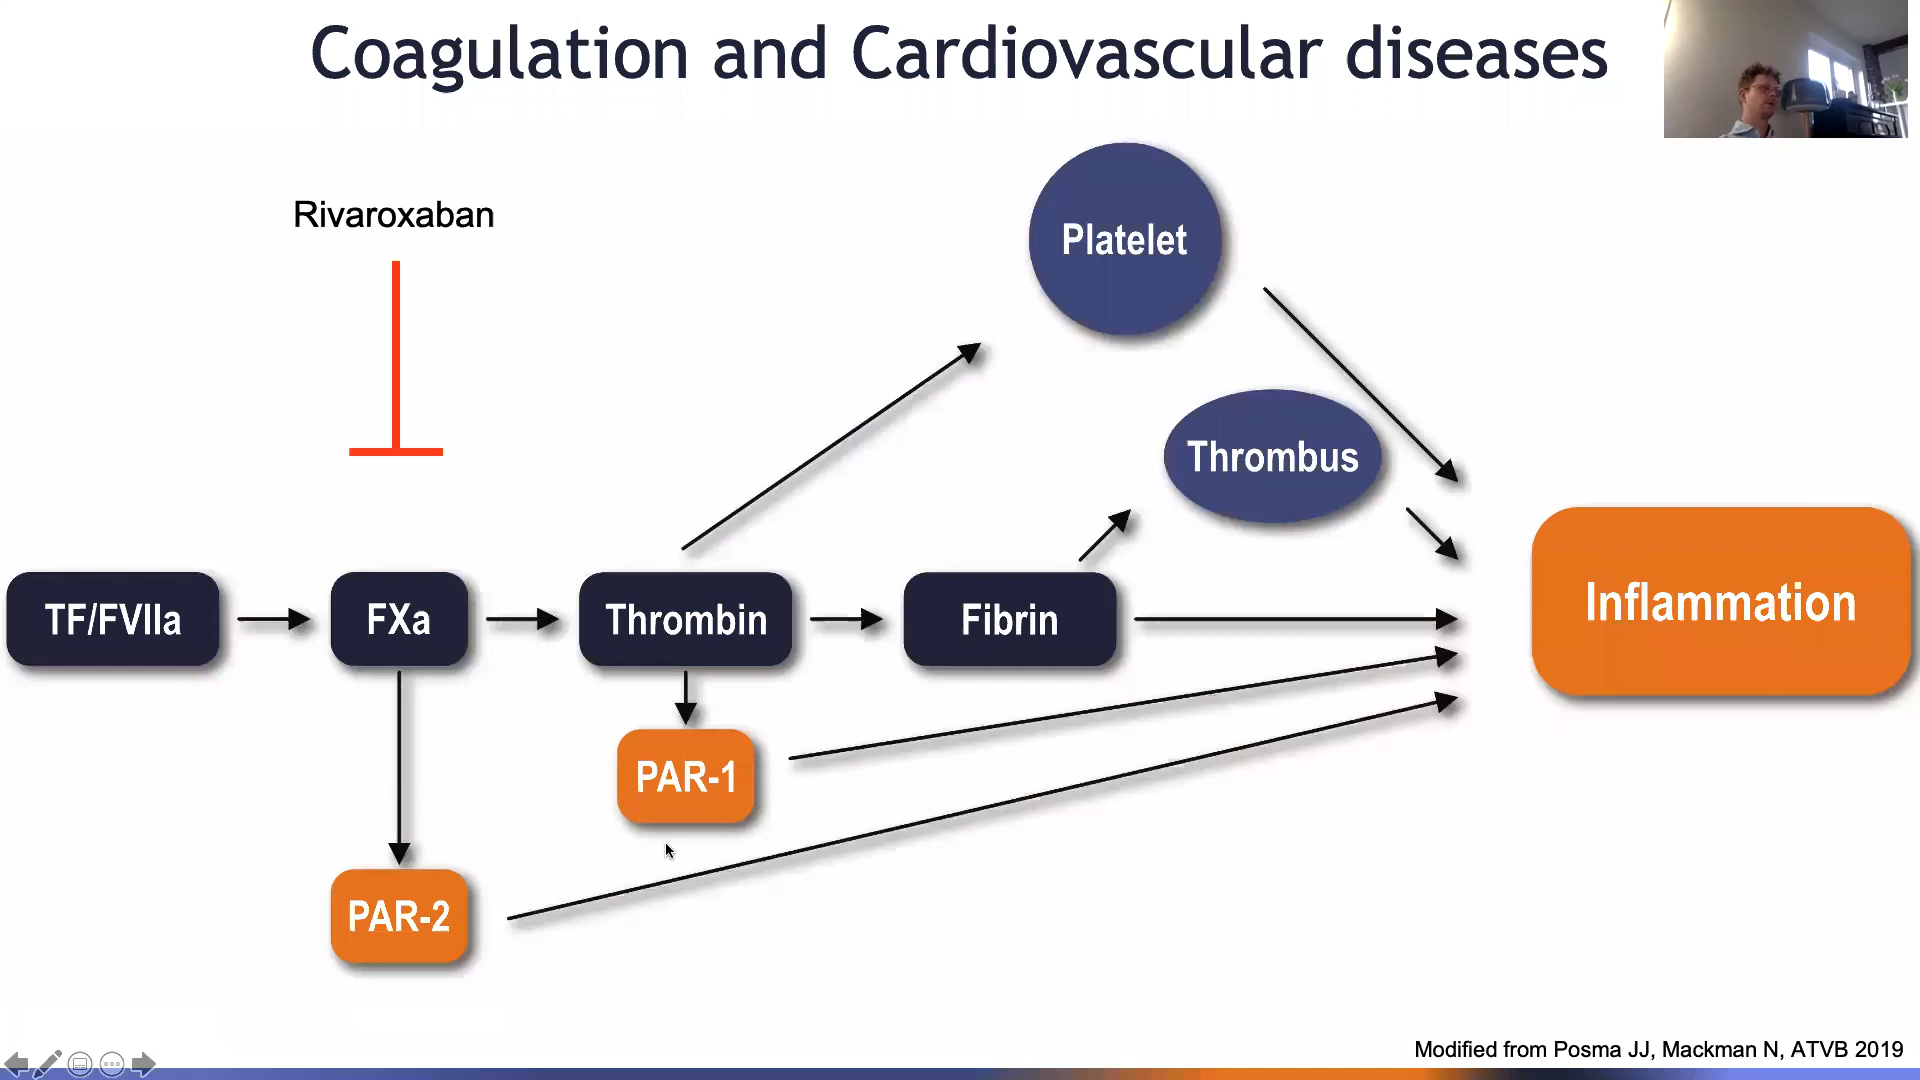 Coagulation and Cardiovascular diseases
Rivaroxaban
Platelet
Thrombus
TF/FVIIa
FXa
Thrombin
Fibrin
Inflammation
PAR-1
PAR-2
Modified from Posma JJ, Mackman N, ATVB 2019